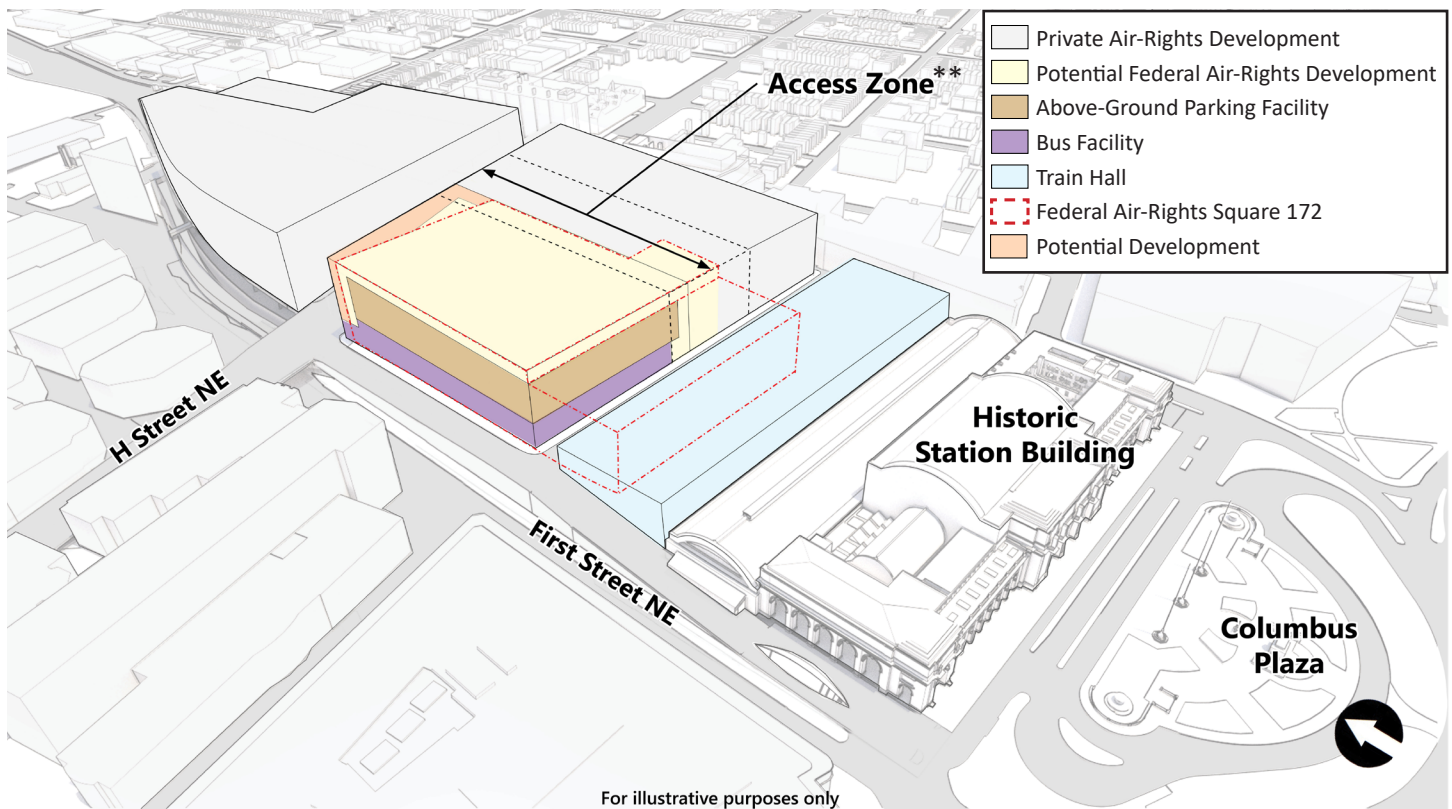 Private Air-Rights Development
Potential Federal Air-Rights Development
Above-Ground Parking Facility
Bus Facility
Train Hall
Federal Air-Rights Square 172
Potential Development
Access Zone**
H Street NE
First Street NE
Historic
Station Building
Columbus
Plaza
For illustrative purposes only